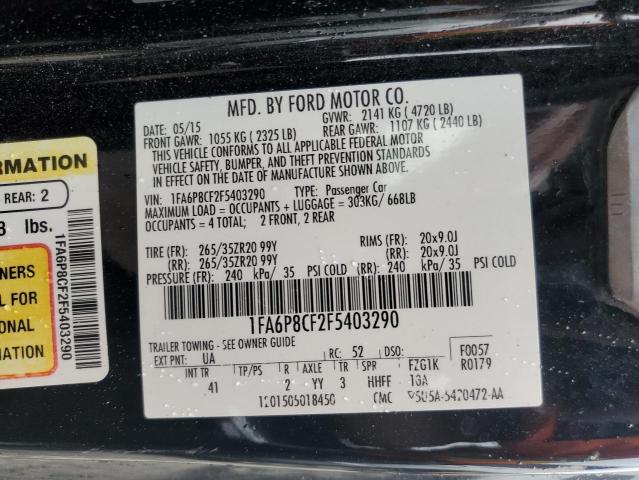 MFD. BY FORD MOTOR CO.
DATE: 05/15
GVWR: 2141 KG ( 4720 LB)
FRONT GAWR: 1055 KG ( 2325 LB)
REAR GAWR: 1107 KG ( 2440 LB)
THIS VEHICLE CONFORMS TO ALL APPLICABLE FEDERAL MOTOR
VEHICLE SAFETY, BUMPER, AND THEFT PREVENTION STANDARDS
IN EFFECT ON THE DATE OF MANUFACTURE SHOWN ABOVE.
VIN: 1FA6P8CF2F5403290 TYPE: Passenger Car
MAXIMUM LOAD = OCCUPANTS + LUGGAGE = 303KG/ 668LB
OCCUPANTS = 4 TOTAL; 2 FRONT, 2 REAR
TIRE (FR): 265/35ZR20 99Y RIMS (FR): 20x9.0J
(RR): 265/35ZR20 99Y (RR): 20x9.0J
PRESSURE (FR): 240 kPa/ 35 PSI COLD (RR): 240 kPa/ 35 PSI COLD
1FA6P8CF2F5403290
TRAILER TOWING - SEE OWNER GUIDE
EXT PNT: UA RC: 52 DSO: F0057
INT TR TP/PS R AXLE TR SPR FZG1K R0179
41 2 YY 3 HHFF 10A
CMC
ORMATION
REAR: 2
lbs.
1FA6P8CF2F5403290
NERS
L FOR
ONAL
MATION